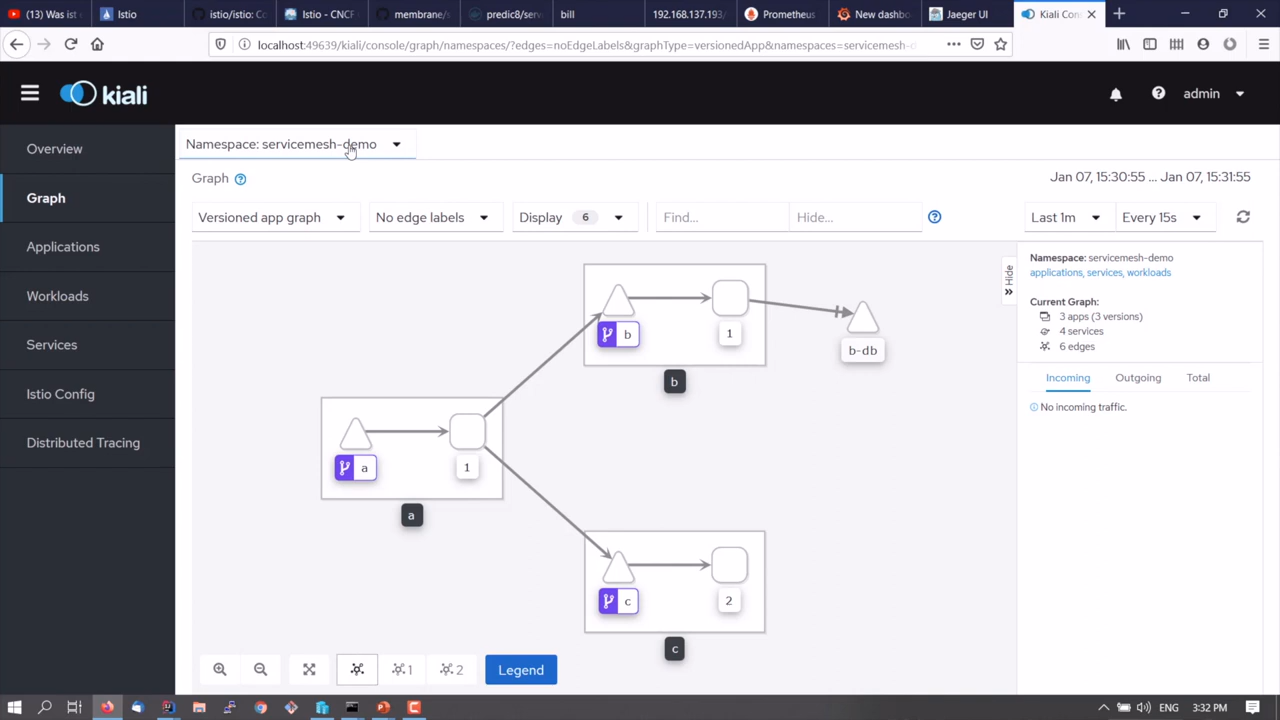 (13) Was ist
Istio
istio/istio: Co
Istio - CNCF
membrane/
predic8/serv
bill
192.168.137.193/
Prometheus
New dashbo
Jaeger UI
Kiali Con
localhost:49639/kiali/console/graph/namespaces/?edges=noEdgeLabels&graphType=versionedApp&namespaces=servicemesh-d
kiali
admin
Namespace: servicemesh-demo
Overview
Graph
Applications
Workloads
Services
Istio Config
Distributed Tracing
Graph
Jan 07, 15:30:55 ... Jan 07, 15:31:55
Versioned app graph
No edge labels
Display 6
Find...
Hide...
Last 1m
Every 15s
b
1
b
b-db
a
1
a
c
2
c
Hide
Namespace: servicemesh-demo
applications, services, workloads
Current Graph:
3 apps (3 versions)
4 services
6 edges
Incoming
Outgoing
Total
No incoming traffic.
1
2
Legend
ENG
3:32 PM